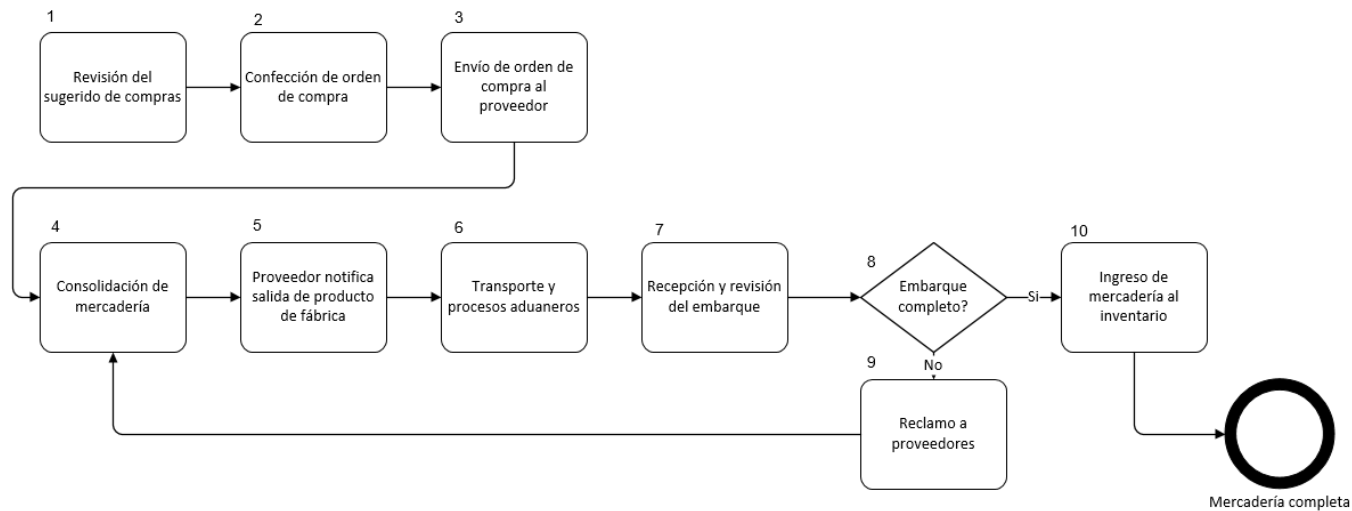 1
Revisión del
sugerido de compras
2
Confección de orden
de compra
3
Envío de orden de
compra al
proveedor
4
Consolidación de
mercadería
5
Proveedor notifica
salida de producto
de fábrica
6
Transporte y
procesos aduaneros
7
Recepción y revisión
del embarque
8
Embarque
completo?
Si
No
9
Reclamo a
proveedores
10
Ingreso de
mercadería al
inventario
Mercadería completa